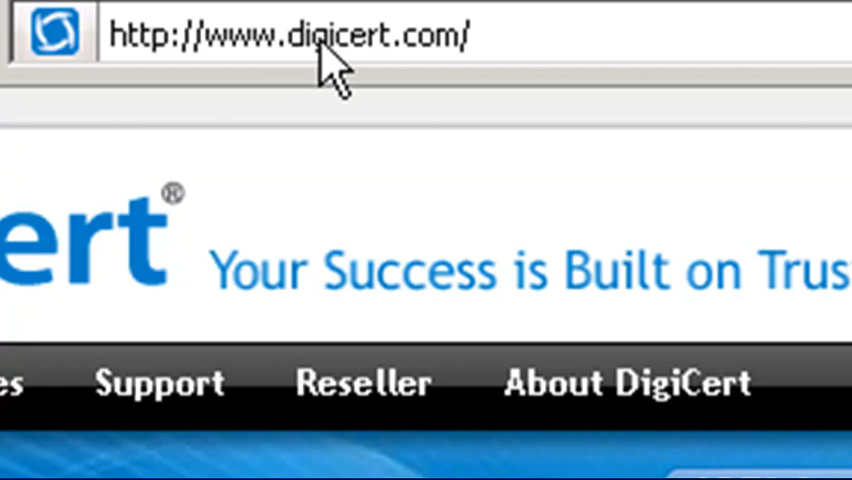 http://www.digicert.com/
ert®
Your Success is Built on Trus
es Support Reseller About DigiCert